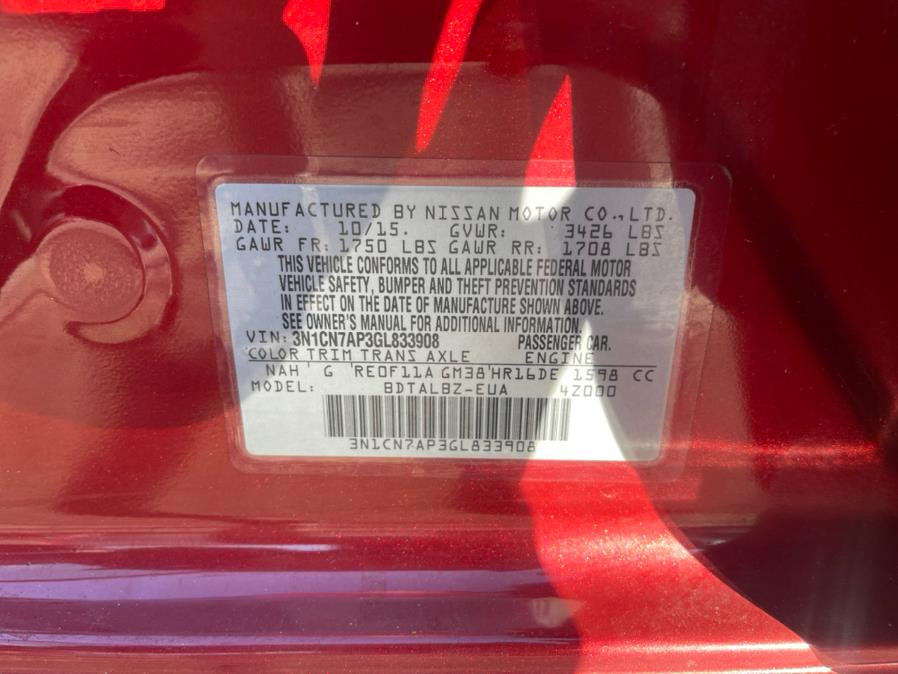 MANUFACTURED BY NISSAN MOTOR CO.,LTD.
DATE: 10/15. GVWR: 3426 LBS
GAWR FR: 1750 LBS GAWR RR: 1708 LBS
THIS VEHICLE CONFORMS TO ALL APPLICABLE FEDERAL MOTOR
VEHICLE SAFETY, BUMPER AND THEFT PREVENTION STANDARDS
IN EFFECT ON THE DATE OF MANUFACTURE SHOWN ABOVE.
SEE OWNER'S MANUAL FOR ADDITIONAL INFORMATION.
VIN: 3N1CN7AP3GL833908 PASSENGER CAR.
COLOR TRIM TRANS AXLE ENGINE
NAH ' G 'RE0F11A GM38'HR16DE 1598 CC
MODEL: BDTALBZ-EUA 4Z000
3N1CN7AP3GL833908